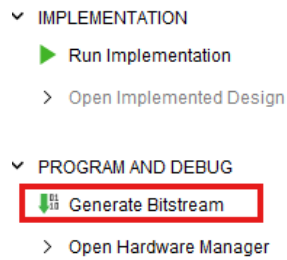 IMPLEMENTATION
Run Implementation
Open Implemented Design
PROGRAM AND DEBUG
Generate Bitstream
Open Hardware Manager